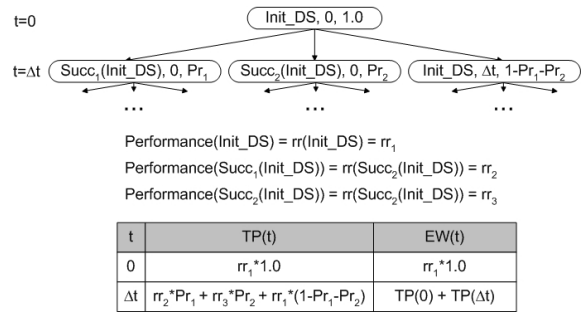 t=0 Init_DS, 0, 1.0
t=Δt Succ₁(Init_DS), 0, Pr₁ Succ₂(Init_DS), 0, Pr₂ Init_DS, Δt, 1-Pr₁-Pr₂
... ... ...
Performance(Init_DS) = rr(Init_DS) = rr₁
Performance(Succ₁(Init_DS)) = rr(Succ₂(Init_DS)) = rr₂
Performance(Succ₂(Init_DS)) = rr(Succ₂(Init_DS)) = rr₃
t TP(t) EW(t)
0 rr₁*1.0 rr₁*1.0
Δt rr₂*Pr₁ + rr₃*Pr₂ + rr₁*(1-Pr₁-Pr₂) TP(0) + TP(Δt)